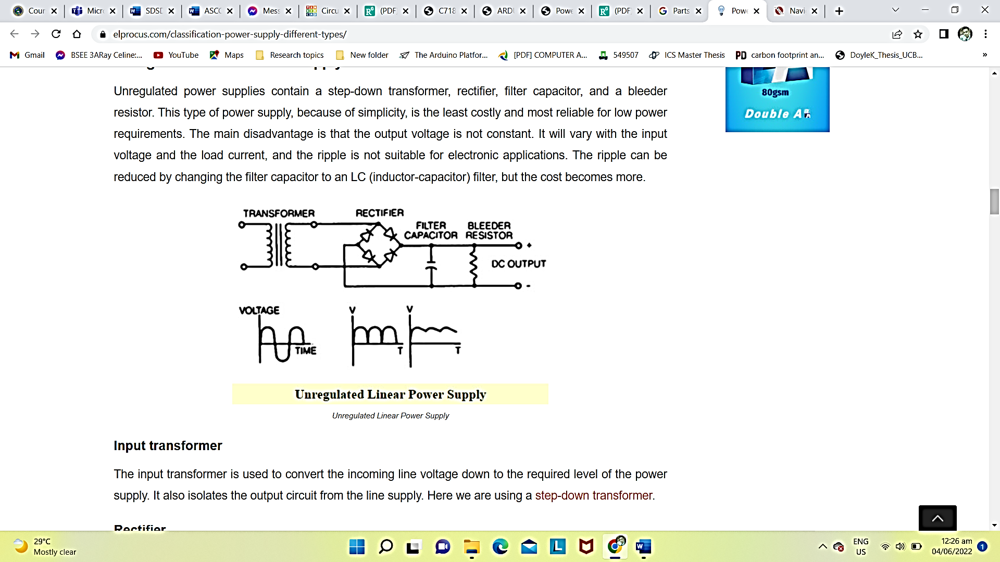 Cour
Micr
SDSI
ASCC
Mess
Circu
(PDF
C718
ARDU
Powe
(PDF
Parts
Powe
Navi
elprocus.com/classification-power-supply-different-types/
Gmail
BSEE 3ARay Celine:...
YouTube
Maps
Research topics
New folder
The Arduino Platfor...
[PDF] COMPUTER A...
549507
ICS Master Thesis
PD carbon footprint an...
DoyleK_Thesis_UCB...
»
80gsm
Double A
Unregulated power supplies contain a step-down transformer, rectifier, filter capacitor, and a bleeder
resistor. This type of power supply, because of simplicity, is the least costly and most reliable for low power
requirements. The main disadvantage is that the output voltage is not constant. It will vary with the input
voltage and the load current, and the ripple is not suitable for electronic applications. The ripple can be
reduced by changing the filter capacitor to an LC (inductor-capacitor) filter, but the cost becomes more.
TRANSFORMER
RECTIFIER
FILTER
CAPACITOR
BLEEDER
RESISTOR
+
DC OUTPUT
-
VOLTAGE
TIME
V
T
V
T
Unregulated Linear Power Supply
Unregulated Linear Power Supply
Input transformer
The input transformer is used to convert the incoming line voltage down to the required level of the power
supply. It also isolates the output circuit from the line supply. Here we are using a step-down transformer.
Rectifier
29°C
Mostly clear
ENG
US
12:26 am
04/06/2022
1